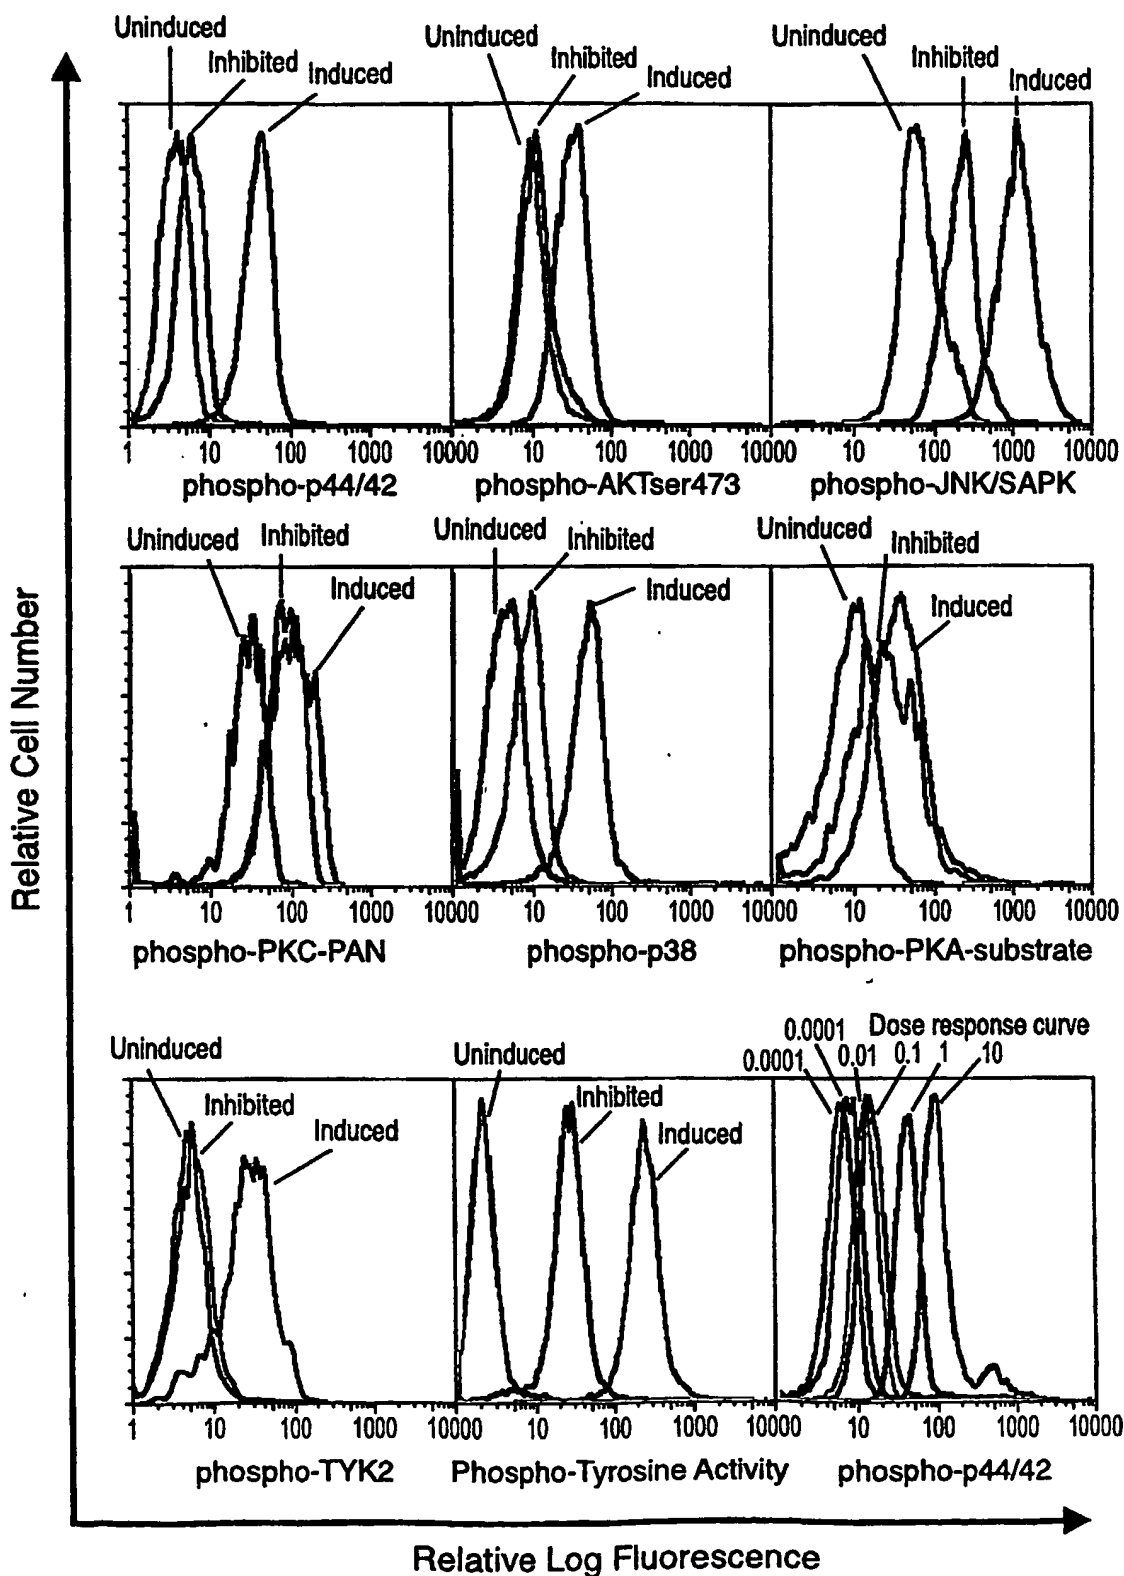 Uninduced
Inhibited
Induced
Uninduced
Inhibited
Induced
Uninduced
Inhibited
Induced
1 10 100 1000 10000 10 100 1000 10000 10 100 1000 10000
phospho-p44/42
phospho-AKTser473
phospho-JNK/SAPK
Uninduced
Inhibited
Induced
Uninduced
Inhibited
Induced
Uninduced
Inhibited
Induced
Relative Cell Number
1 10 100 1000 10000 10 100 1000 10000 10 100 1000 10000
phospho-PKC-PAN
phospho-p38
phospho-PKA-substrate
Uninduced
Inhibited
Induced
Uninduced
Inhibited
Induced
0.0001 Dose response curve
0.0001 0.01 0.1 1 10
1 10 100 1000 10000 10 100 1000 10000 10 100 1000 10000
phospho-TYK2
Phospho-Tyrosine Activity
phospho-p44/42
Relative Log Fluorescence